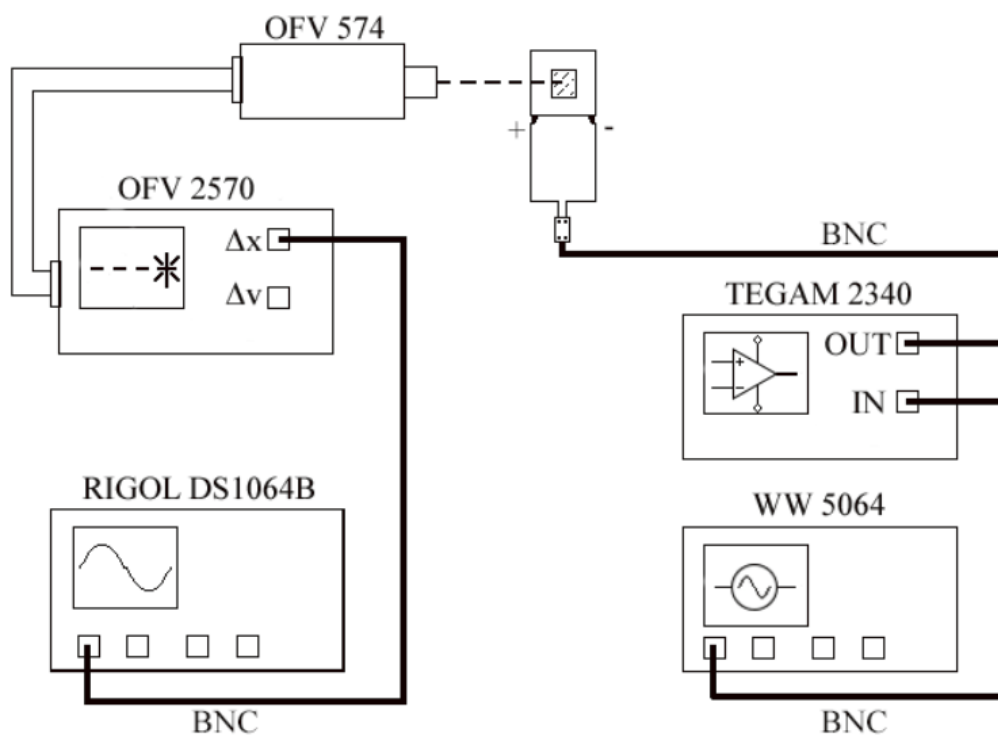 OFV 574
+ -
OFV 2570
Δx
Δv
BNC
TEGAM 2340
OUT
IN
+
-
RIGOL DS1064B
WW 5064
BNC
BNC